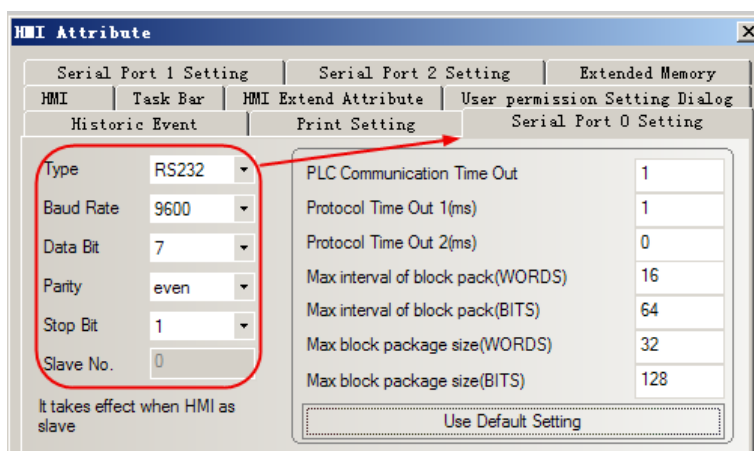 HMI Attribute
Serial Port 1 Setting Serial Port 2 Setting Extended Memory
HMI Task Bar HMI Extend Attribute User permission Setting Dialog
Historic Event Print Setting Serial Port 0 Setting
Type RS232
Baud Rate 9600
Data Bit 7
Parity even
Stop Bit 1
Slave No. 0
It takes effect when HMI as
slave
PLC Communication Time Out 1
Protocol Time Out 1(ms) 1
Protocol Time Out 2(ms) 0
Max interval of block pack(WORDS) 16
Max interval of block pack(BITS) 64
Max block package size(WORDS) 32
Max block package size(BITS) 128
Use Default Setting